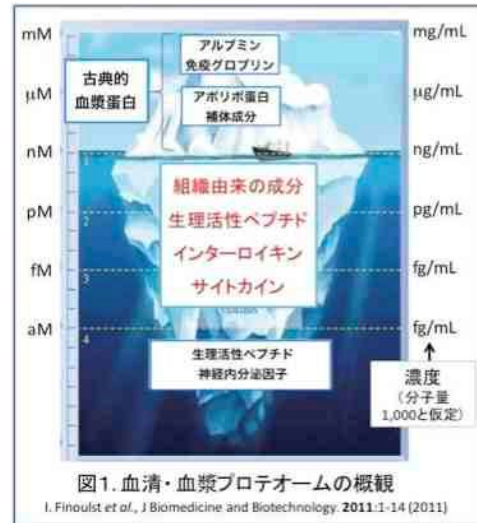 mM
μM
nM
pM
fM
aM
古典的
血漿蛋白
アルブミン
免疫グロブリン
アポリポ蛋白
補体成分
1
組織由来の成分
生理活性ペプチド
インターロイキン
サイトカイン
2
3
4
生理活性ペプチド
神経内分泌因子
mg/mL
μg/mL
ng/mL
pg/mL
fg/mL
fg/mL
濃度
（分子量
1,000と仮定）
図1. 血清・血漿プロテオームの概観
I. Finoulst et al., J Biomedicine and Biotechnology. 2011:1-14 (2011)